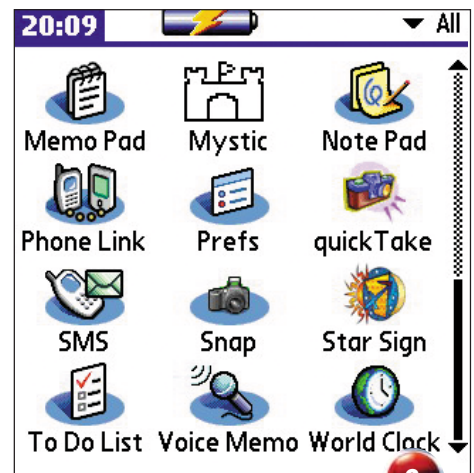 20:09 All
Memo Pad Mystic Note Pad
Phone Link Prefs quickTake
SMS Snap Star Sign
To Do List Voice Memo World Clock